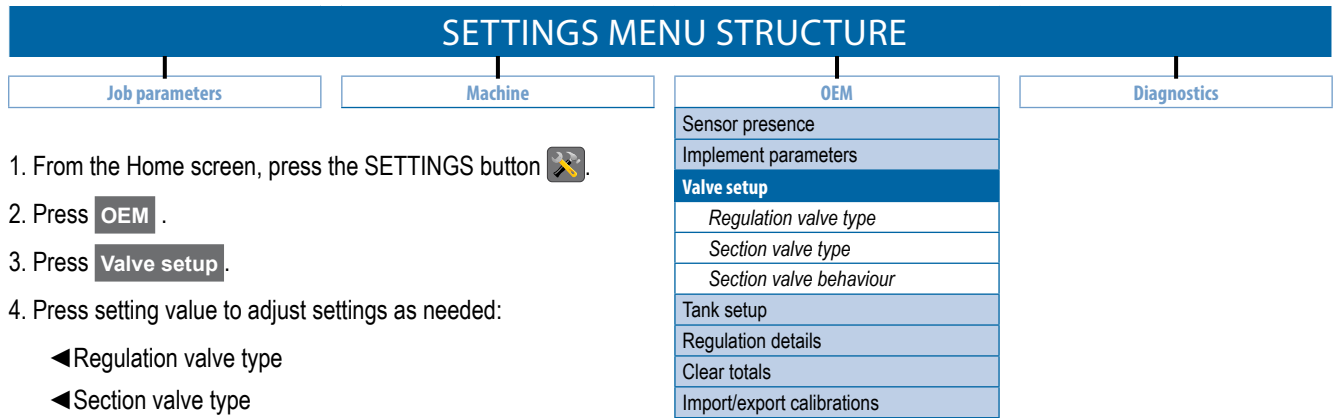 SETTINGS MENU STRUCTURE
Job parameters
Machine
OEM
Diagnostics
Sensor presence
Implement parameters
Valve setup
Regulation valve type
Section valve type
Section valve behaviour
Tank setup
Regulation details
Clear totals
Import/export calibrations
1. From the Home screen, press the SETTINGS button .
2. Press OEM .
3. Press Valve setup .
4. Press setting value to adjust settings as needed:
◄Regulation valve type
◄Section valve type